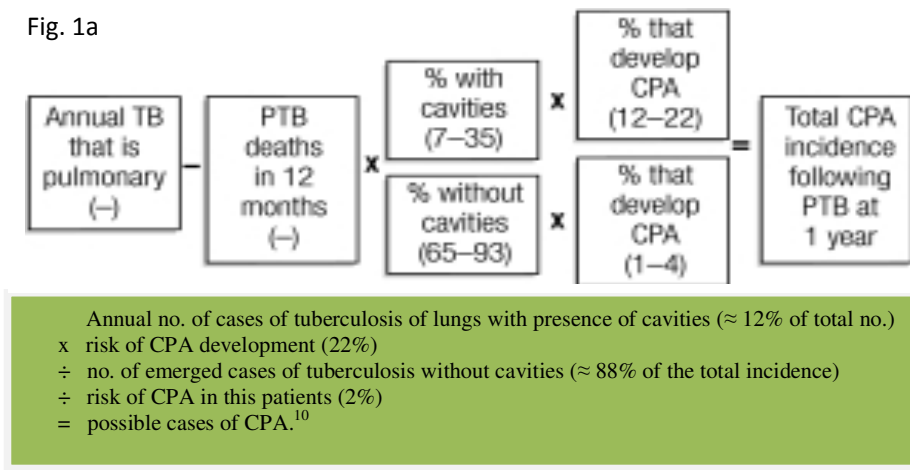 Fig. 1a
Annual TB
that is
pulmonary
(–)
–
PTB
deaths
in 12
months
(–)
x
% with
cavities
(7–35)
x
% that
develop
CPA
(12–22)
% without
cavities
(65–93)
x
% that
develop
CPA
(1–4)
=
Total CPA
incidence
following
PTB at
1 year
Annual no. of cases of tuberculosis of lungs with presence of cavities (≈ 12% of total no.)
x risk of CPA development (22%)
÷ no. of emerged cases of tuberculosis without cavities (≈ 88% of the total incidence)
÷ risk of CPA in this patients (2%)
= possible cases of CPA.10